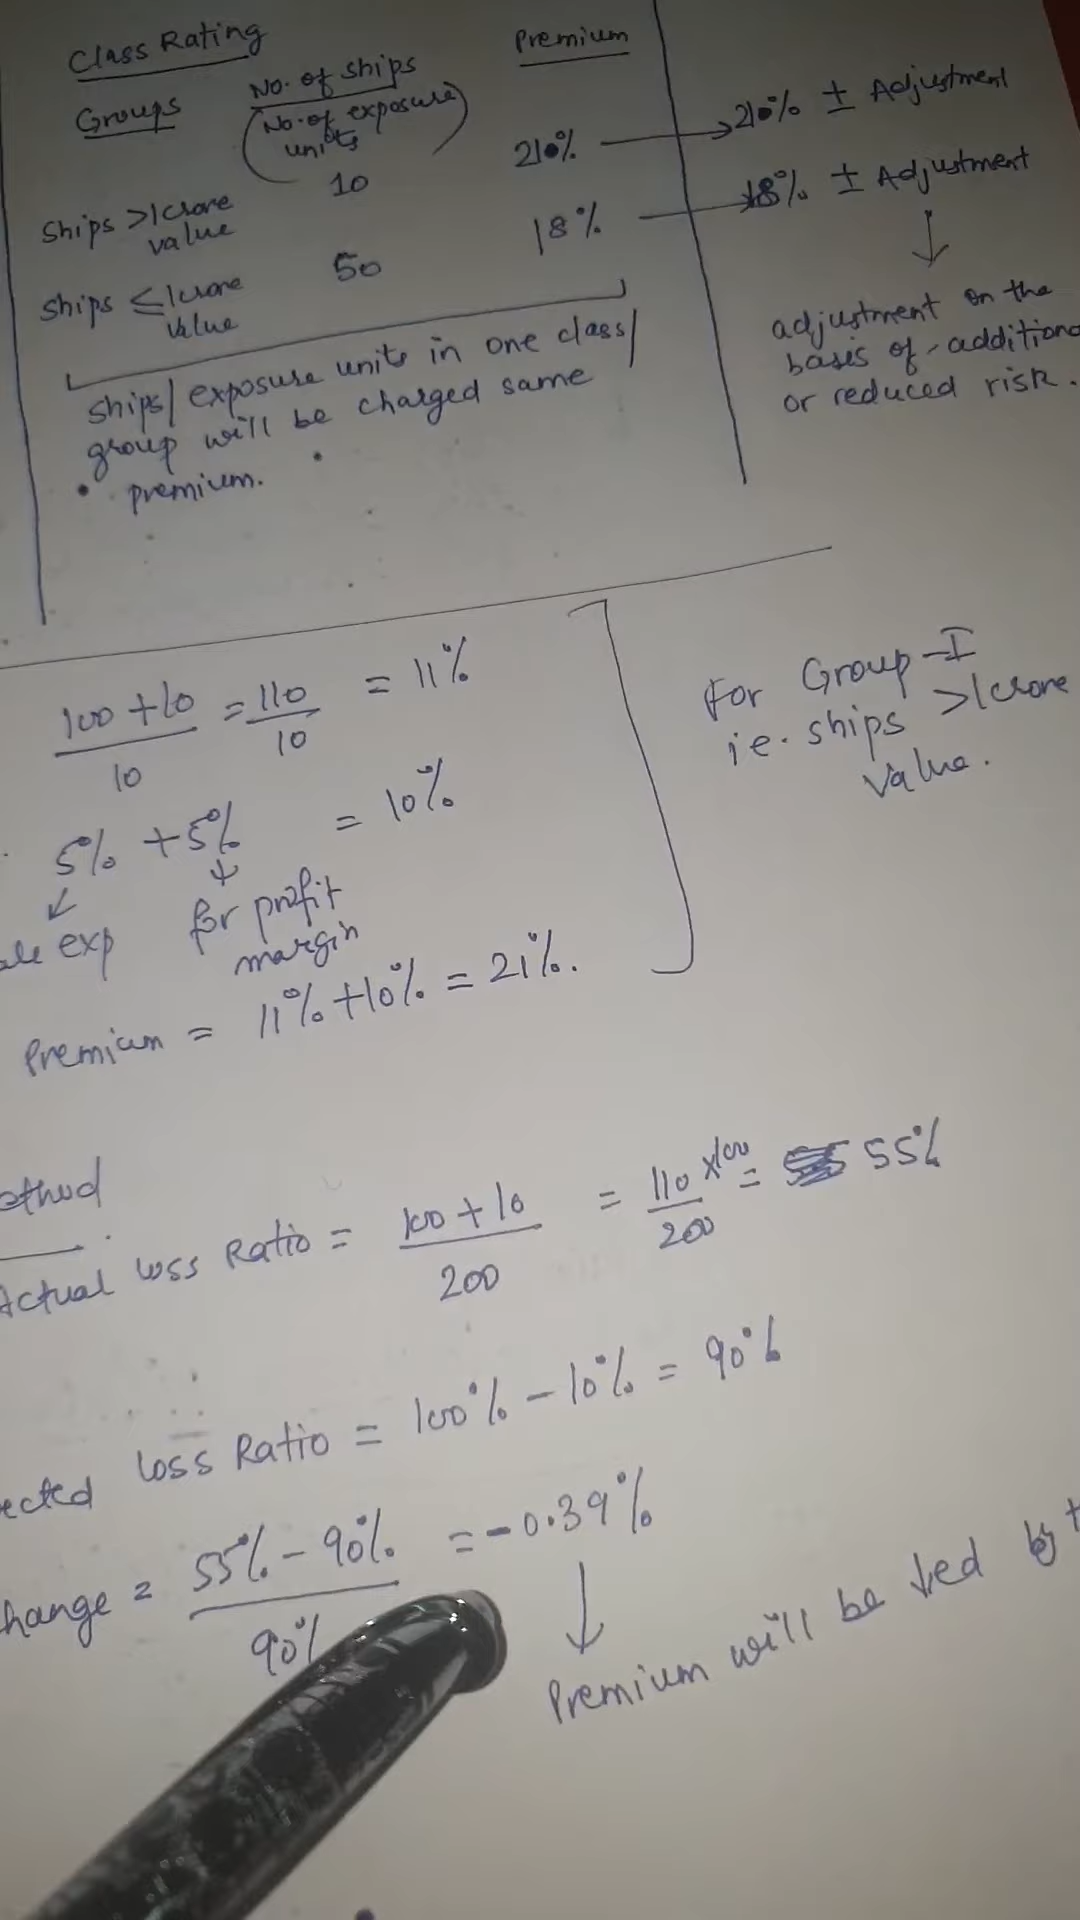 Class Rating
Groups
No. of ships
(No. of exposure units)
Premium
Ships >1 crore value
10
21% → 21% ± Adjustment
Ships ≤1 crore value
50
18% → 18% ± Adjustment
↓
adjustment on the
basis of additiona
or reduced risk.
Ships/exposure units in one class/
group will be charged same
premium.
100 + 10 / 10 = 110 / 10 = 11%
5% + 5% = 10%
exp
for profit
margin
Premium = 11% + 10% = 21%.
For Group-I
i.e. ships >1 crore
value.
ethod
Actual loss Ratio = 100 + 10 / 200 = 110 / 200 x100 = 55%
ected loss Ratio = 100% - 10% = 90%
hange = 55% - 90% / 90% = -0.39%
↓
Premium will be ↓ed by t